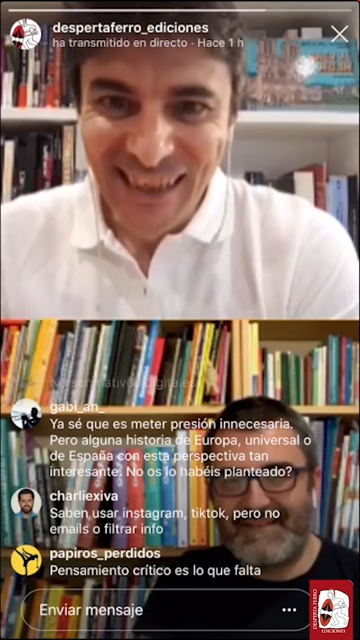 despertaferro_ediciones
ha transmitido en directo · Hace 1 h
gabi_an_
Ya sé que es meter presión innecesaria.
Pero alguna historia de Europa, universal o
de España con esta perspectiva tan
interesante. No os lo habéis planteado?
charliexiva
Saben usar instagram, tiktok, pero no
emails o filtrar info
papiros_perdidos
Pensamiento crítico es lo que falta
Enviar mensaje
DESPERTA FERRO
EDICIONES